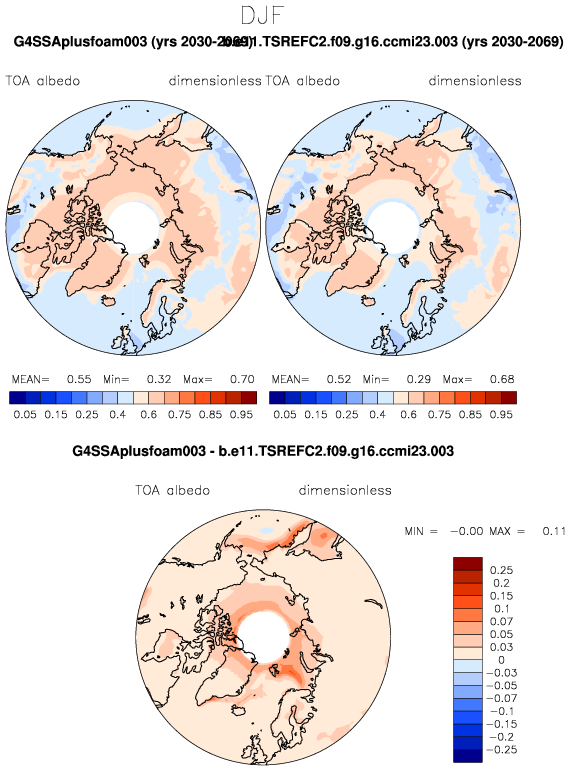 DJF
G4SSAplusfoam003 (yrs 2030-2069) b.e11.TSREFC2.f09.g16.ccmi23.003 (yrs 2030-2069)
TOA albedo dimensionless TOA albedo dimensionless
MEAN= 0.55 Min= 0.32 Max= 0.70 MEAN= 0.52 Min= 0.29 Max= 0.68
0.05 0.15 0.25 0.4 0.6 0.75 0.85 0.95 0.05 0.15 0.25 0.4 0.6 0.75 0.85 0.95
G4SSAplusfoam003 - b.e11.TSREFC2.f09.g16.ccmi23.003
TOA albedo dimensionless
MIN = -0.00 MAX = 0.11
0.25
0.2
0.15
0.1
0.07
0.05
0.03
0
-0.03
-0.05
-0.07
-0.1
-0.15
-0.2
-0.25